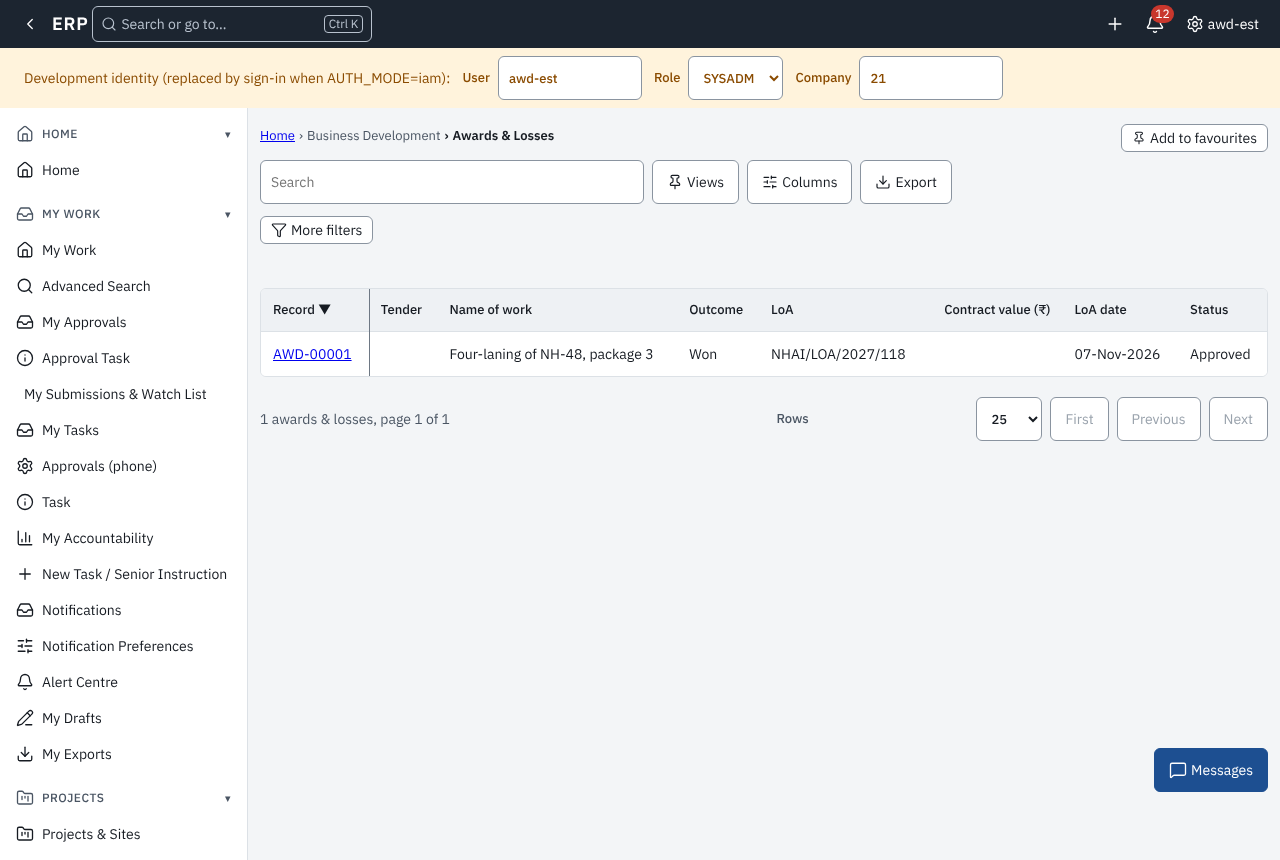 ERP
Search or go to...
Ctrl K
12
awd-est
Development identity (replaced by sign-in when AUTH_MODE=iam):
User
awd-est
Role
SYSADM
Company
21
HOME
Home
MY WORK
My Work
Advanced Search
My Approvals
Approval Task
My Submissions & Watch List
My Tasks
Approvals (phone)
Task
My Accountability
New Task / Senior Instruction
Notifications
Notification Preferences
Alert Centre
My Drafts
My Exports
PROJECTS
Projects & Sites
Home › Business Development › Awards & Losses
Add to favourites
Search
Views
Columns
Export
More filters
Record ▼ Tender Name of work Outcome LoA Contract value (₹) LoA date Status
AWD-00001 Four-laning of NH-48, package 3 Won NHAI/LOA/2027/118 07-Nov-2026 Approved
1 awards & losses, page 1 of 1
Rows
25
First
Previous
Next
Messages